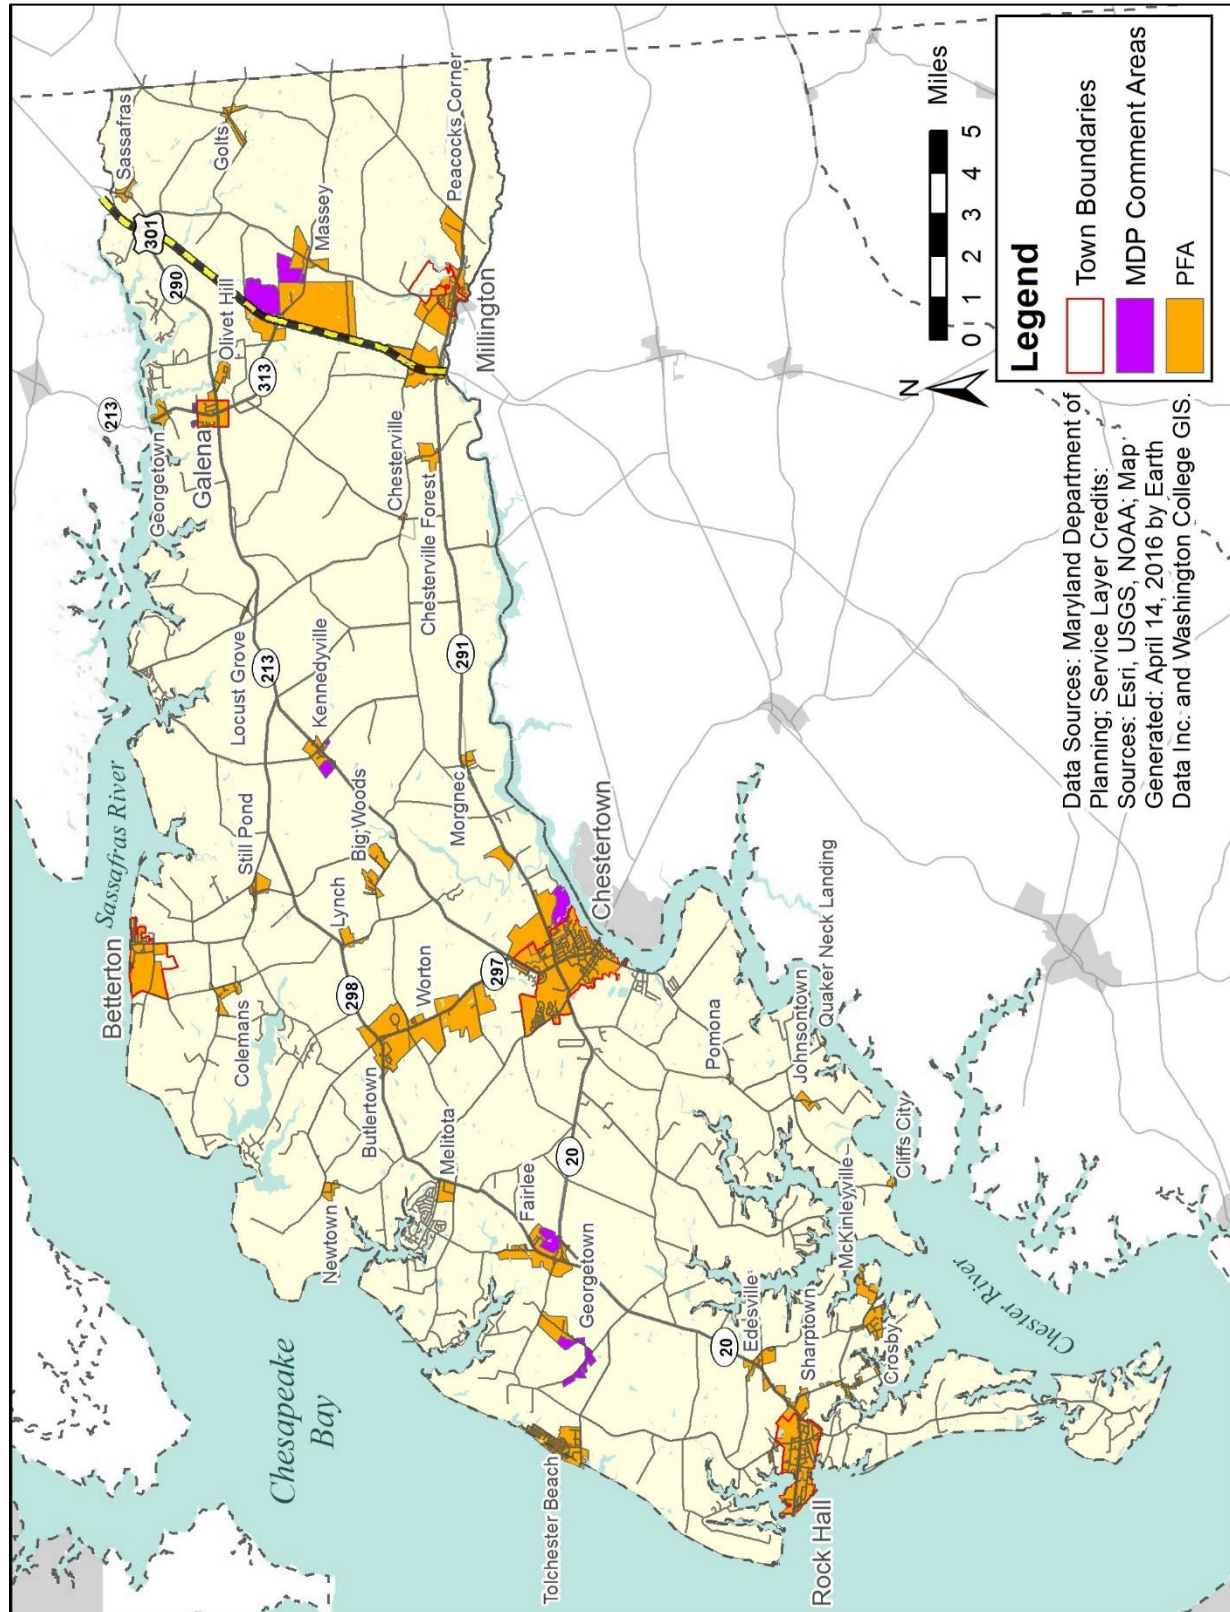 Sassafras
Golts
Peacocks Corner
Massey
301
290
Olivet Hill
313
Millington
213
Georgetown
Galena
Chesterville
Chesterville Forest
Locust Grove
213
Kennedyville
291
Sassafras River
Still Pond
Big Woods
Morgnec
Lynch
Betterton
Colemans
298
Worton
297
Chestertown
Quaker Neck Landing
Butlertown
Pomona
Johnsontown
Melitota
20
Cliffs City
Newtown
Fairlee
McKinleyville
Georgetown
Chesapeake
Bay
20
Edesville
Sharptown
Crosby
Chester River
Tolchester Beach
Rock Hall
N
0 1 2 3 4 5
Miles
Legend
Town Boundaries
MDP Comment Areas
PFA
Data Sources: Maryland Department of
Planning; Service Layer Credits:
Sources: Esri, USGS, NOAA; Map
Generated: April 14, 2016 by Earth
Data Inc. and Washington College GIS.